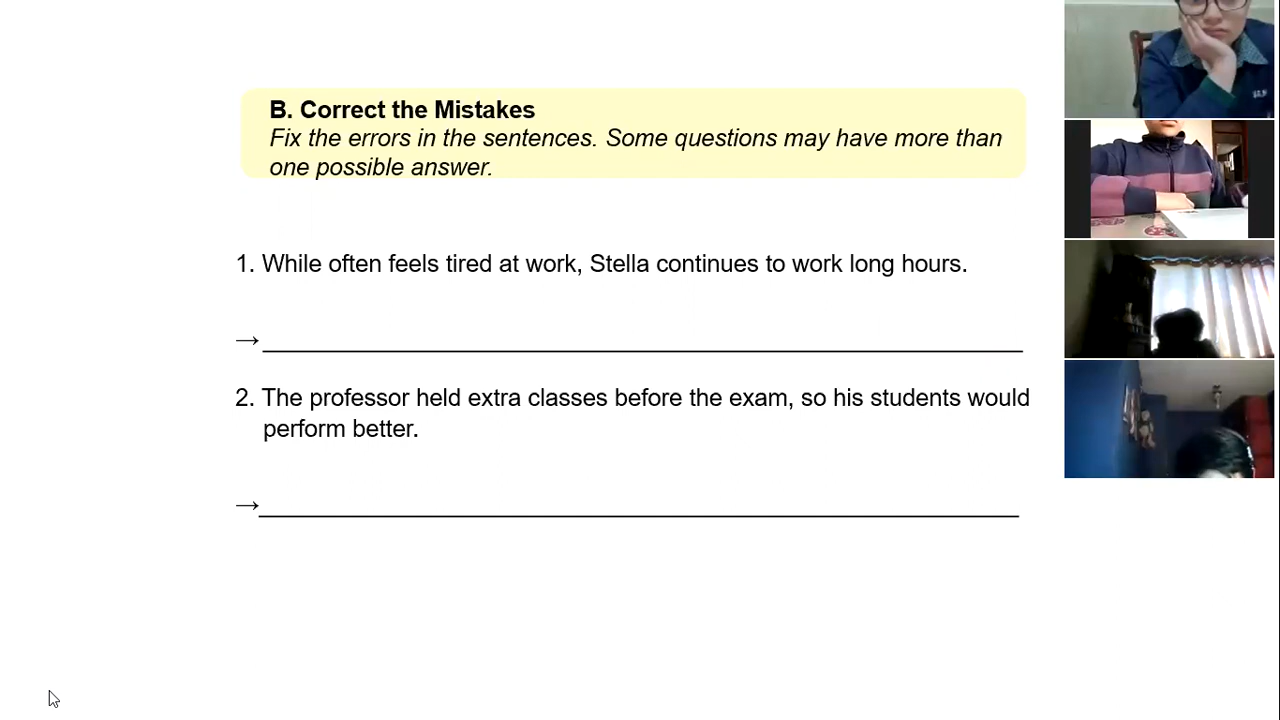 B. Correct the Mistakes
Fix the errors in the sentences. Some questions may have more than
one possible answer.
1. While often feels tired at work, Stella continues to work long hours.
→
2. The professor held extra classes before the exam, so his students would
perform better.
→